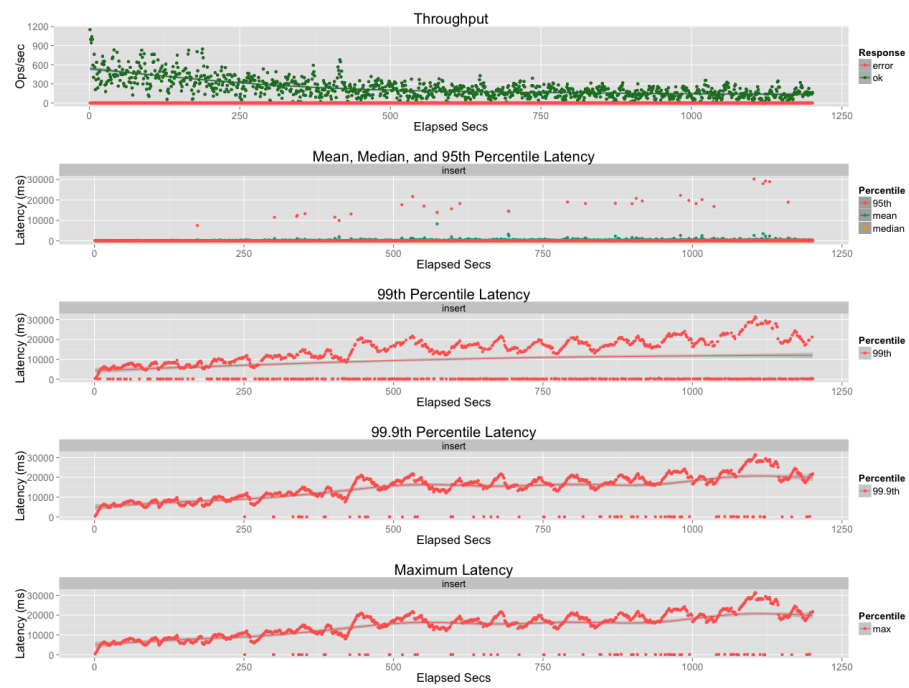 Throughput
1200
900
600
300
0
Ops/sec
0 250 500 750 1000 1250
Elapsed Secs
Response
error
ok
Mean, Median, and 95th Percentile Latency
insert
30000
20000
10000
0
Latency (ms)
0 250 500 750 1000 1250
Elapsed Secs
Percentile
95th
mean
median
99th Percentile Latency
insert
30000
20000
10000
0
Latency (ms)
0 250 500 750 1000 1250
Elapsed Secs
Percentile
99th
99.9th Percentile Latency
insert
30000
20000
10000
0
Latency (ms)
0 250 500 750 1000 1250
Elapsed Secs
Percentile
99.9th
Maximum Latency
insert
30000
20000
10000
0
Latency (ms)
0 250 500 750 1000 1250
Elapsed Secs
Percentile
max